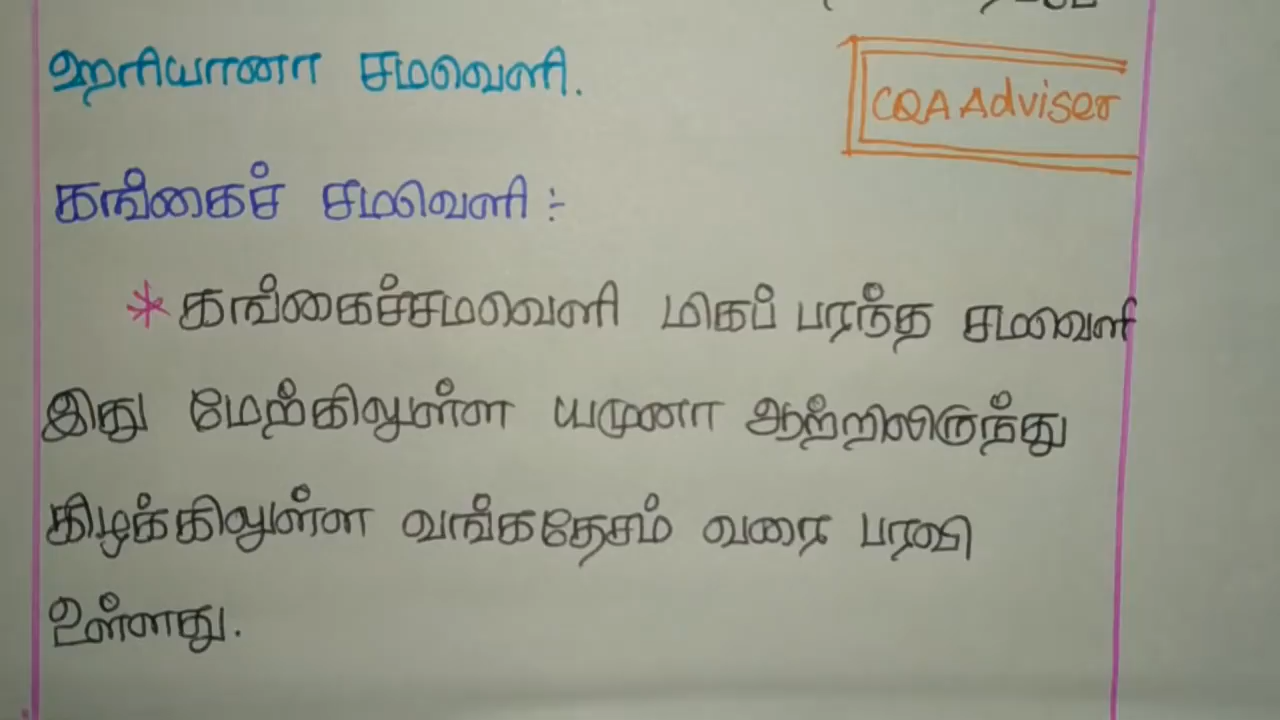 ஹரியானா சமவெளி.
CQA Adviser
கங்கைச் சமவெளி :-
* கங்கைச்சமவெளி மிகப் பரந்த சமவெளி
இது மேற்கிலுள்ள யமுனா ஆற்றிலிருந்து
கிழக்கிலுள்ள வங்கதேசம் வரை பரவி
உள்ளது.